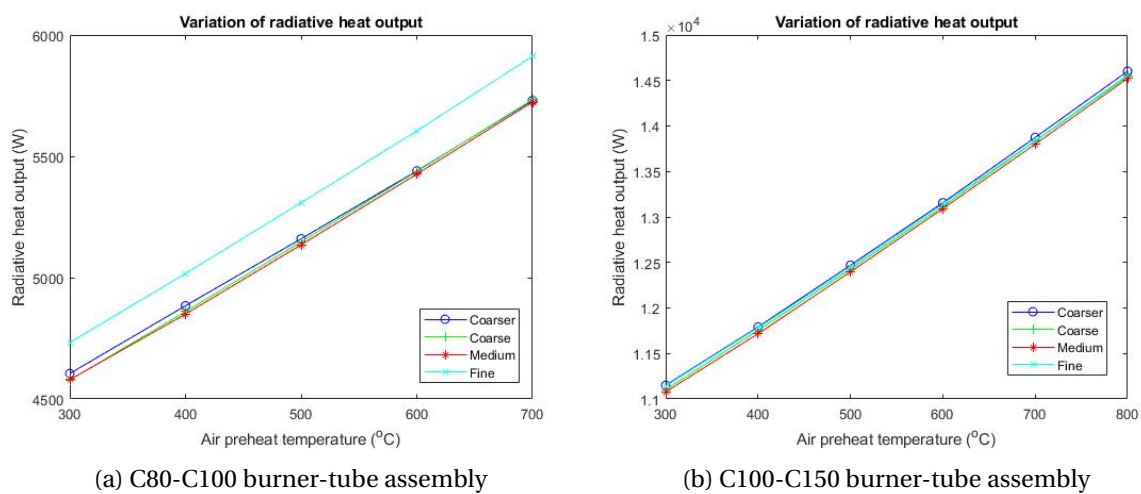 Variation of radiative heat output
6000
5500
5000
4500
Radiative heat output (W)
Coarser
Coarse
Medium
Fine
300 400 500 600 700
Air preheat temperature (°C)
(a) C80-C100 burner-tube assembly
Variation of radiative heat output
×10⁴
1.5
1.45
1.4
1.35
1.3
1.25
1.2
1.15
1.1
Radiative heat output (W)
Coarser
Coarse
Medium
Fine
300 400 500 600 700 800
Air preheat temperature (°C)
(b) C100-C150 burner-tube assembly